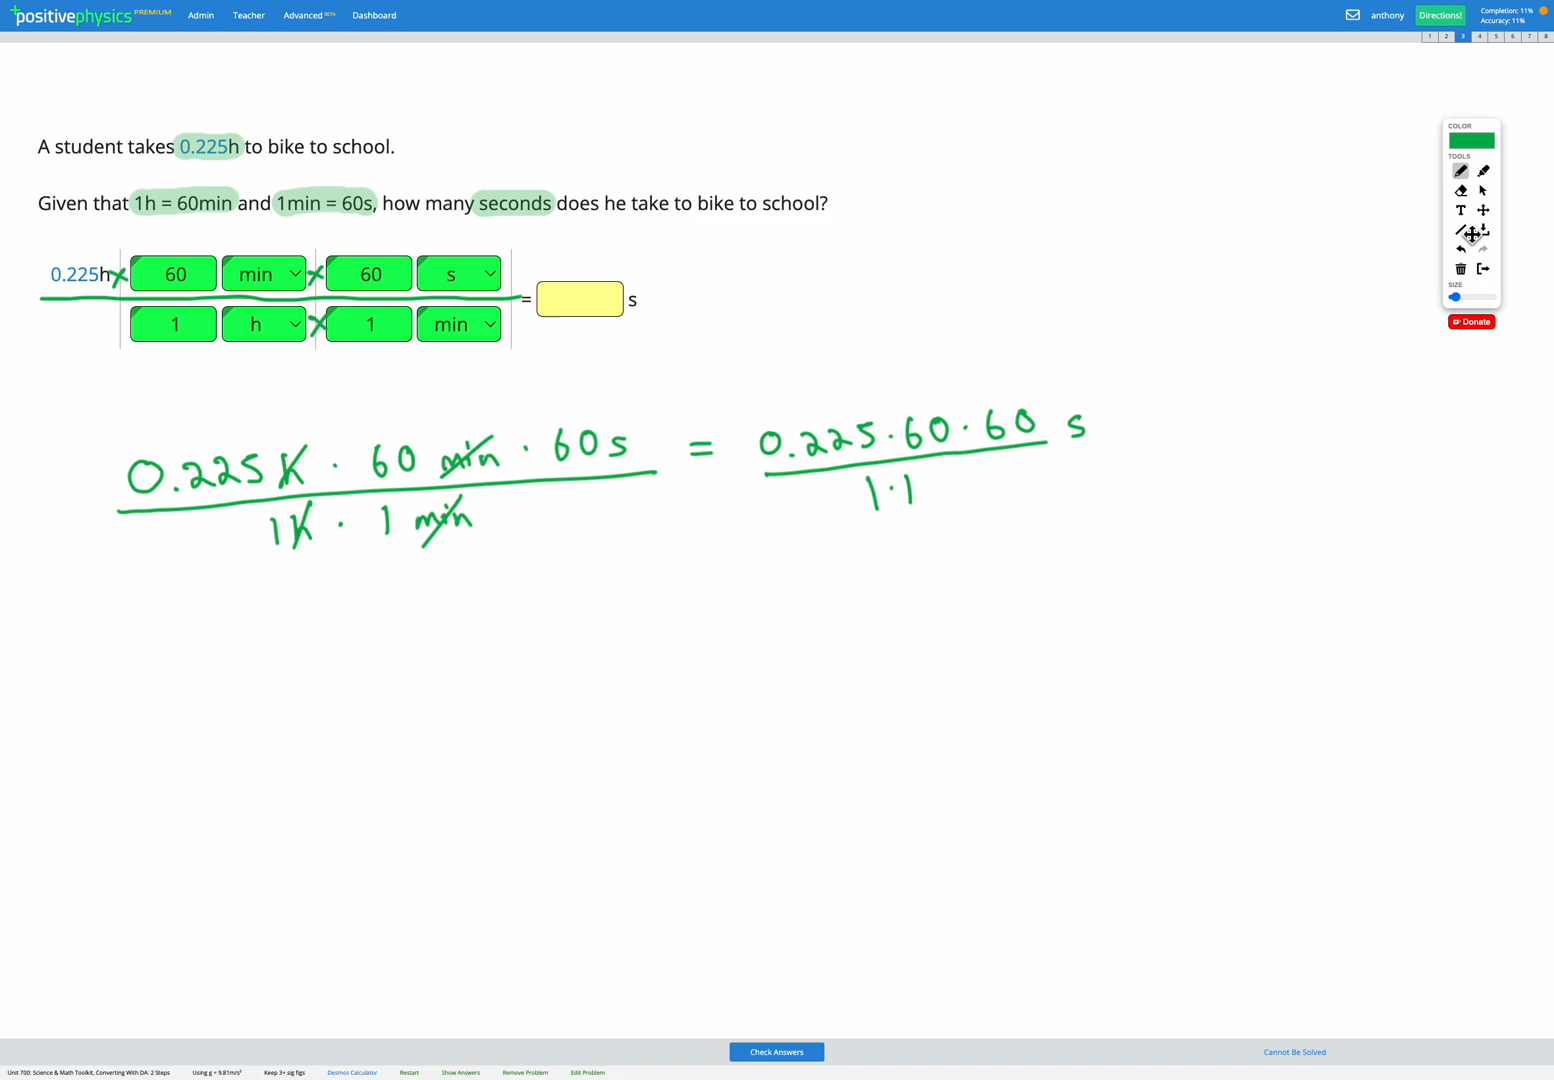 +positivephysics PREMIUM Admin Teacher Advanced BETA Dashboard anthony Directions! Completion: 11%
Accuracy: 11%
1 2 3 4 5 6 7 8
A student takes 0.225h to bike to school.
Given that 1h = 60min and 1min = 60s, how many seconds does he take to bike to school?
0.225h × 60 min × 60 s
1 h × 1 min
= s
COLOR
TOOLS
T
SIZE
Donate
0.225h · 60 min · 60s = 0.225·60·60 s
1h · 1 min 1·1
Check Answers Cannot Be Solved
Unit 700: Science & Math Toolkit, Converting With DA: 2 Steps Using g = 9.81m/s² Keep 3+ sig figs Desmos Calculator Restart Show Answers Remove Problem Edit Problem